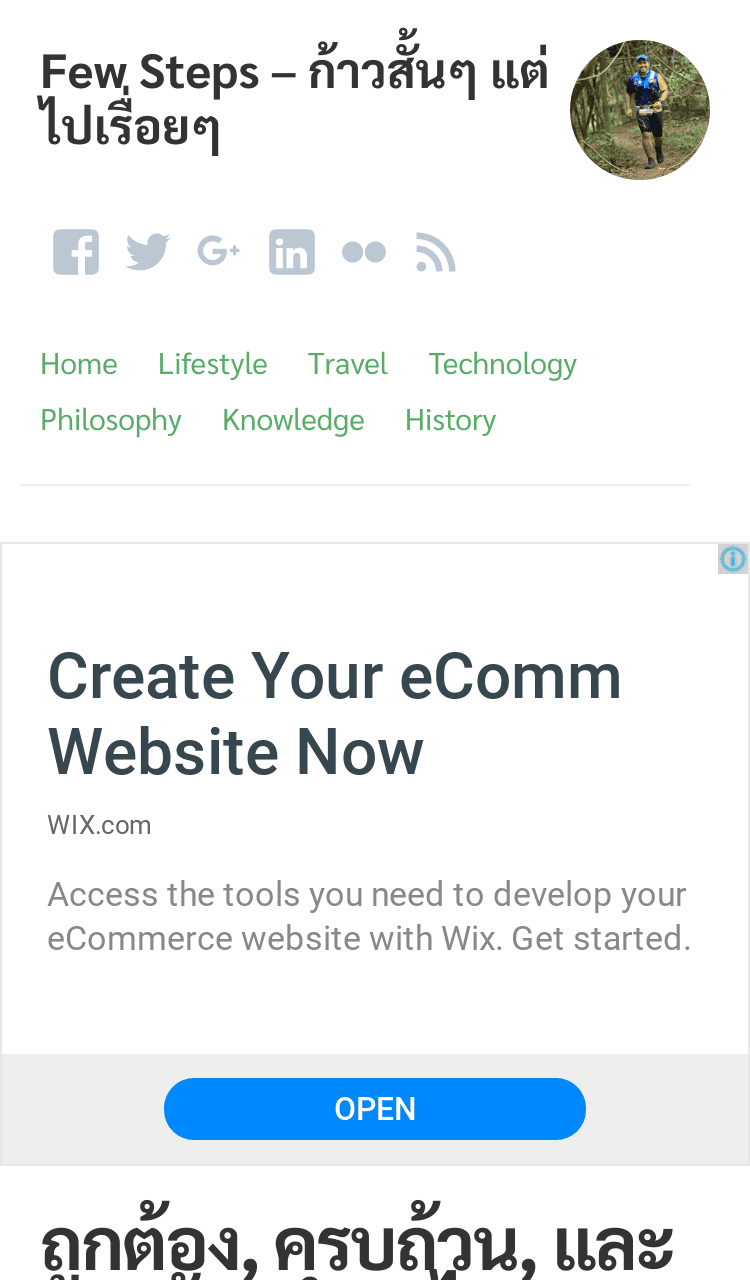 Few Steps – ก้าวสั้นๆ แต่
ไปเรื่อยๆ
Home Lifestyle Travel Technology
Philosophy Knowledge History
Create Your eComm
Website Now
WIX.com
Access the tools you need to develop your
eCommerce website with Wix. Get started.
OPEN
ถูกต้อง, ครบถ้วน, และ